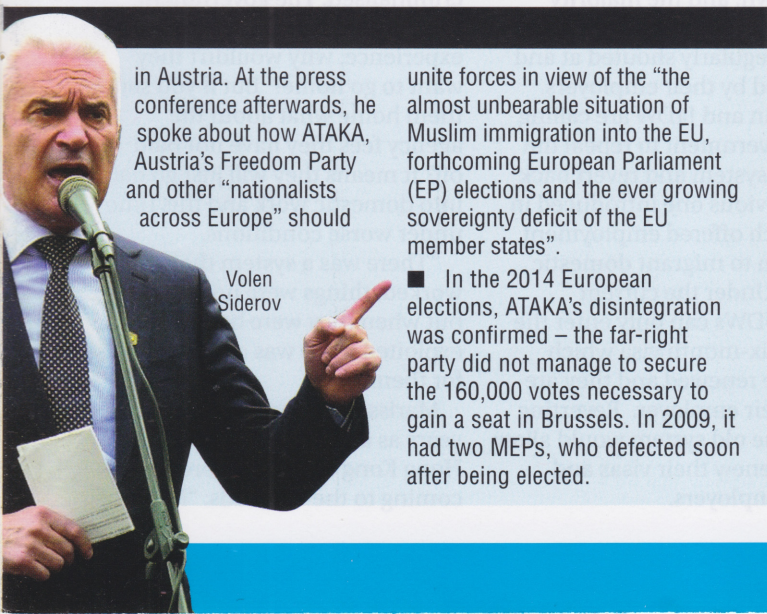 in Austria. At the press
conference afterwards, he
spoke about how ATAKA,
Austria’s Freedom Party
and other “nationalists
across Europe” should
Volen
Siderov
unite forces in view of the “the
almost unbearable situation of
Muslim immigration into the EU,
forthcoming European Parliament
(EP) elections and the ever growing
sovereignty deficit of the EU
member states”.
■ In the 2014 European
elections, ATAKA’s disintegration
was confirmed – the far-right
party did not manage to secure
the 160,000 votes necessary to
gain a seat in Brussels. In 2009, it
had two MEPs, who defected soon
after being elected.